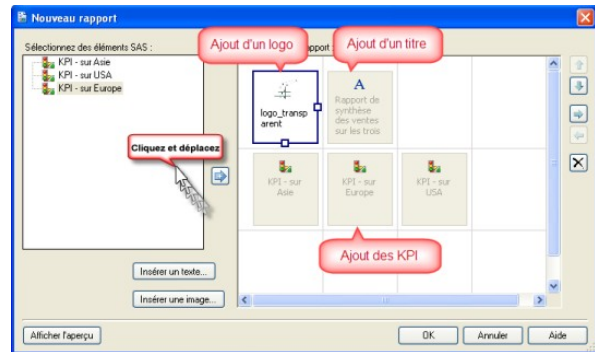 Nouveau rapport
Sélectionnez des éléments SAS :
Ajout d'un logo
pport :
Ajout d'un titre
KPI - sur Asie
KPI - sur USA
KPI - sur Europe
logo_transp
arent
A
Rapport de
synthèse
des ventes
sur les trois
Cliquez et déplacez
KPI - sur
Asie
KPI - sur
Europe
KPI - sur
USA
Ajout des KPI
Insérer un texte...
Insérer une image...
Afficher l'aperçu
OK
Annuler
Aide